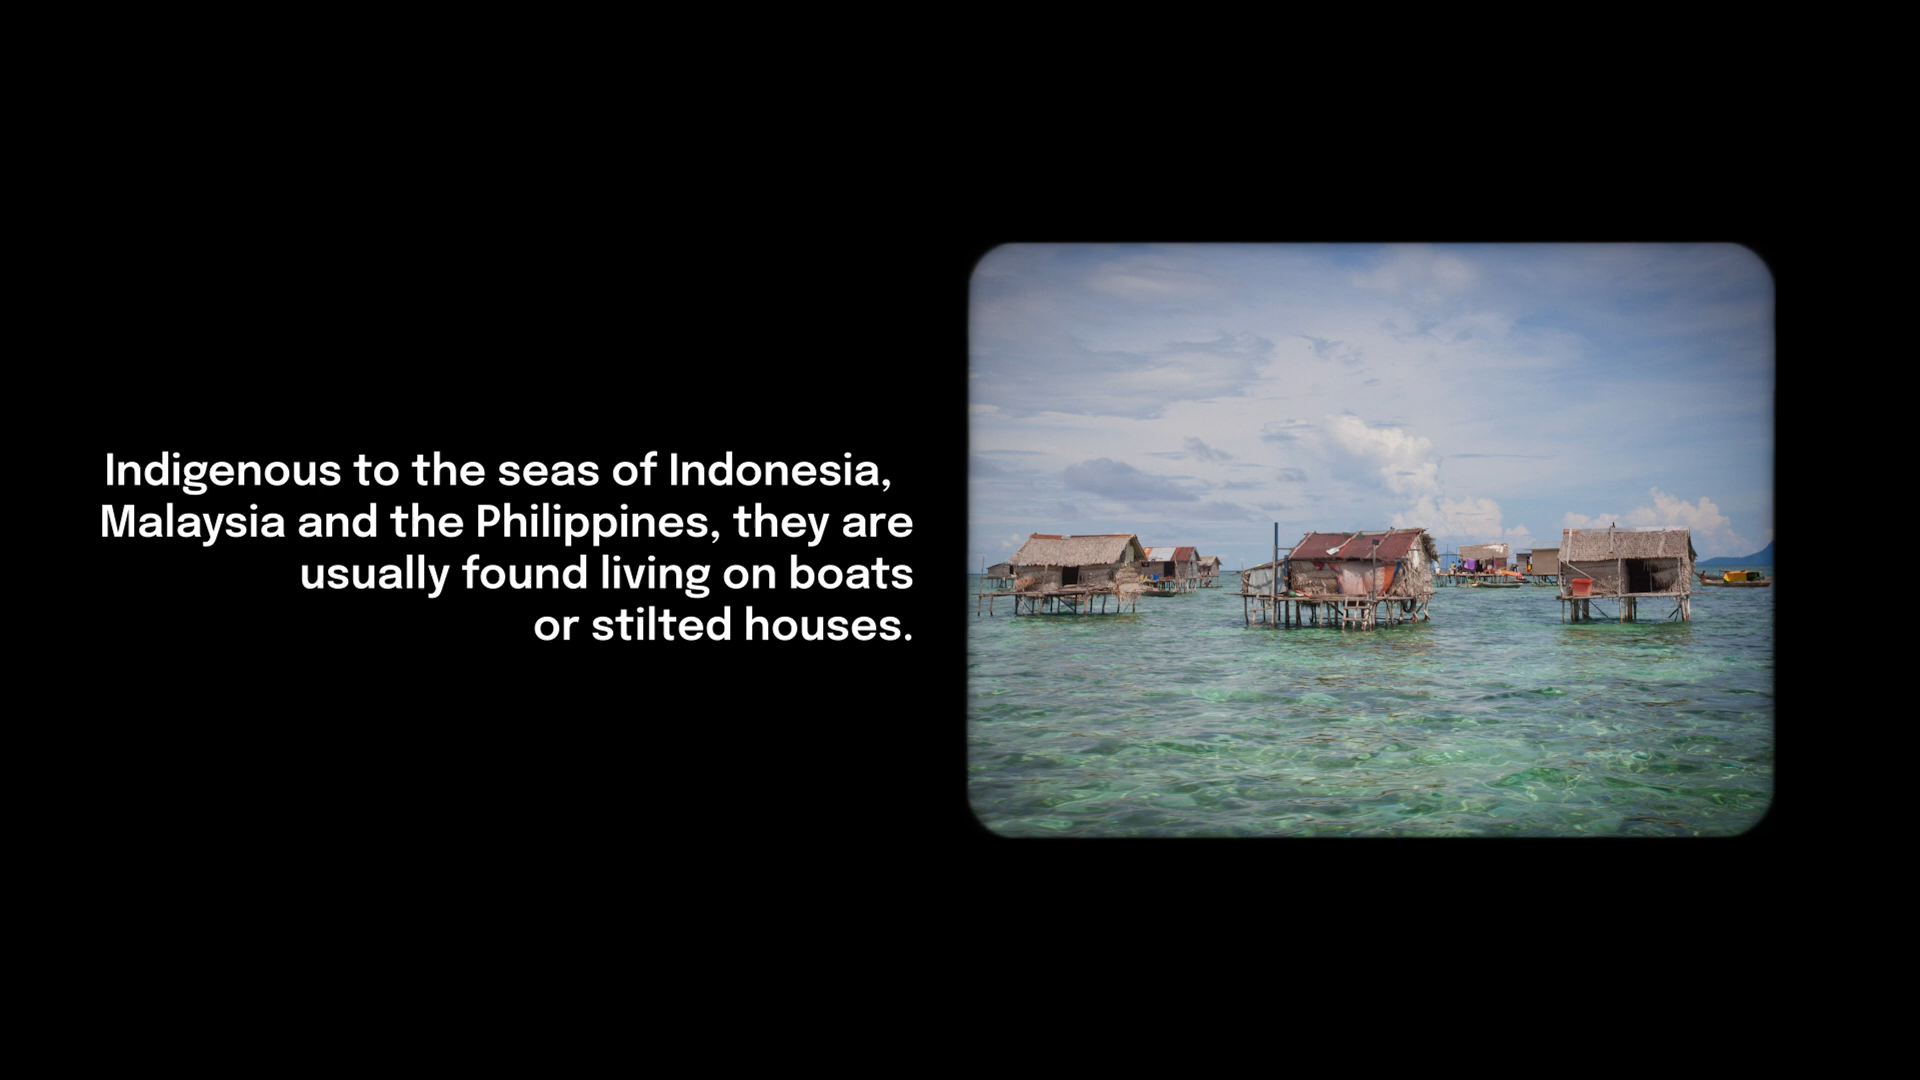 Indigenous to the seas of Indonesia,
Malaysia and the Philippines, they are
usually found living on boats
or stilted houses.